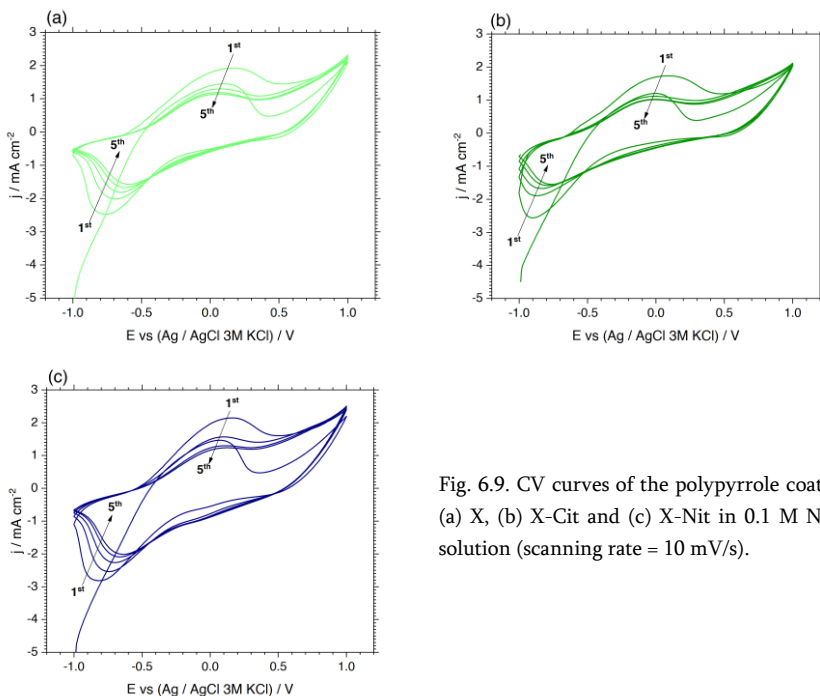 (a)
3
2
1
0
-1
-2
-3
-4
-5
j / mA cm-2
1st
5th
5th
1st
-1.0 -0.5 0.0 0.5 1.0
E vs (Ag / AgCl 3M KCl) / V
(b)
3
2
1
0
-1
-2
-3
-4
-5
j / mA cm-2
1st
5th
5th
1st
-1.0 -0.5 0.0 0.5 1.0
E vs (Ag / AgCl 3M KCl) / V
(c)
3
2
1
0
-1
-2
-3
-4
-5
j / mA cm-2
1st
5th
5th
1st
-1.0 -0.5 0.0 0.5 1.0
E vs (Ag / AgCl 3M KCl) / V
Fig. 6.9. CV curves of the polypyrrole coat
(a) X, (b) X-Cit and (c) X-Nit in 0.1 M N
solution (scanning rate = 10 mV/s).